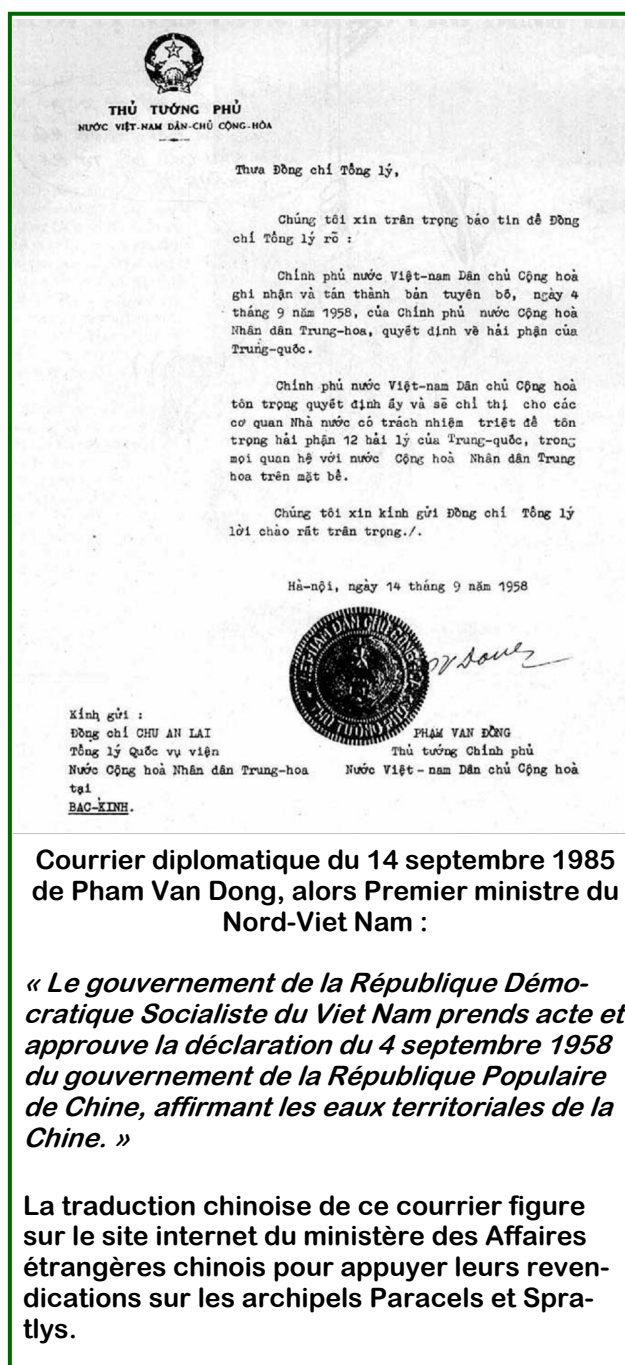 THỦ TƯỚNG PHỦ
NƯỚC VIỆT-NAM DÂN-CHỦ CỘNG-HÒA
Thưa Đồng chí Tổng lý,
Chúng tôi xin trân trọng báo tin để Đồng
chí Tổng lý rõ :
Chính phủ nước Việt-nam Dân chủ Cộng hoà
ghi nhận và tán thành bản tuyên bố, ngày 4
tháng 9 năm 1958, của Chính phủ nước Cộng hoà
Nhân dân Trung-hoa, quyết định về hải phận của
Trung-quốc.
Chính phủ nước Việt-nam Dân chủ Cộng hoà
tôn trọng quyết định ấy và sẽ chỉ thị cho các
cơ quan Nhà nước có trách nhiệm triệt để tôn
trọng hải phận 12 hải lý của Trung-quốc, trong
mọi quan hệ với nước Cộng hoà Nhân dân Trung
hoa trên mặt bể.
Chúng tôi xin kính gửi Đồng chí Tổng lý
lời chào rất trân trọng./.
Hà-nội, ngày 14 tháng 9 năm 1958
Kính gửi :
Đồng chí CHU AN LAI
Tổng lý Quốc vụ viện
Nước Cộng hoà Nhân dân Trung-hoa
tại
BAC-KINH.
PHẠM VAN ĐỒNG
Thủ tướng Chính phủ
Nước Việt-nam Dân chủ Cộng hoà
Courrier diplomatique du 14 septembre 1985
de Pham Van Dong, alors Premier ministre du
Nord-Viet Nam :
« Le gouvernement de la République Démo-
cratique Socialiste du Viet Nam prends acte et
approuve la déclaration du 4 septembre 1958
du gouvernement de la République Populaire
de Chine, affirmant les eaux territoriales de la
Chine. »
La traduction chinoise de ce courrier figure
sur le site internet du ministère des Affaires
étrangères chinois pour appuyer leurs reven-
dications sur les archipels Paracels et Spra-
tlys.